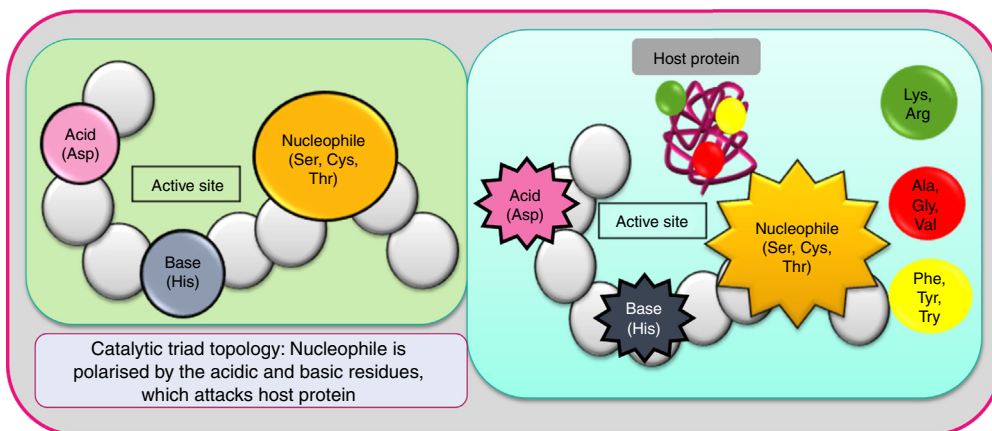 Acid
(Asp)
Active site
Nucleophile
(Ser, Cys,
Thr)
Base
(His)
Catalytic triad topology: Nucleophile is
polarised by the acidic and basic residues,
which attacks host protein
Host protein
Acid
(Asp)
Active site
Nucleophile
(Ser, Cys,
Thr)
Base
(His)
Lys,
Arg
Ala,
Gly,
Val
Phe,
Tyr,
Try